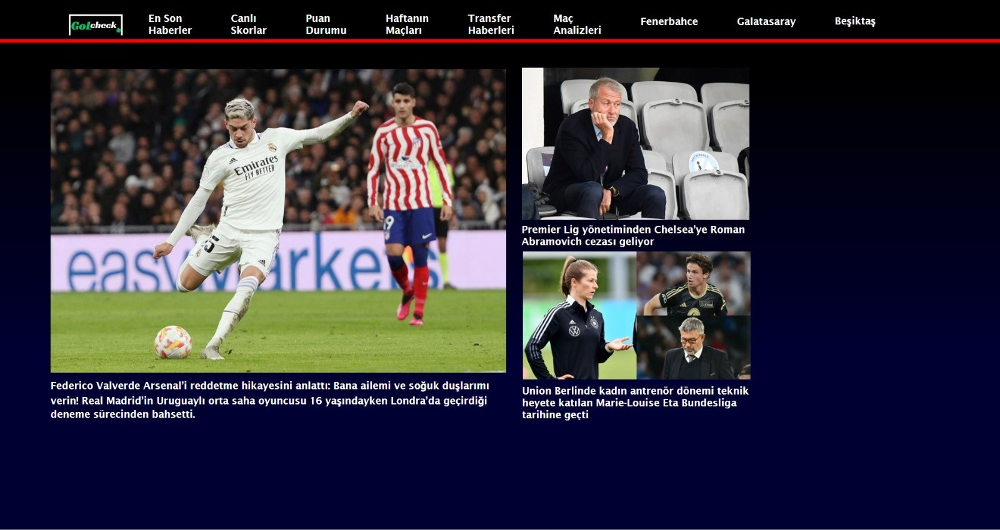 Golcheck
En Son
Haberler
Canlı
Skorlar
Puan
Durumu
Haftanın
Maçları
Transfer
Haberleri
Maç
Analizleri
Fenerbahce
Galatasaray
Beşiktaş
Emirates
FLY BETTER
15
19
easymarkets
Federico Valverde Arsenal’i reddetme hikayesini anlattı: Bana ailemi ve soğuk duşlarımı
verin! Real Madrid’in Uruguaylı orta saha oyuncusu 16 yaşındayken Londra’da geçirdiği
deneme sürecinden bahsetti.
Premier Lig yönetiminden Chelsea’ye Roman
Abramovich cezası geliyor
Union Berlinde kadın antrenör dönemi teknik
heyete katılan Marie-Louise Eta Bundesliga
tarihine geçti